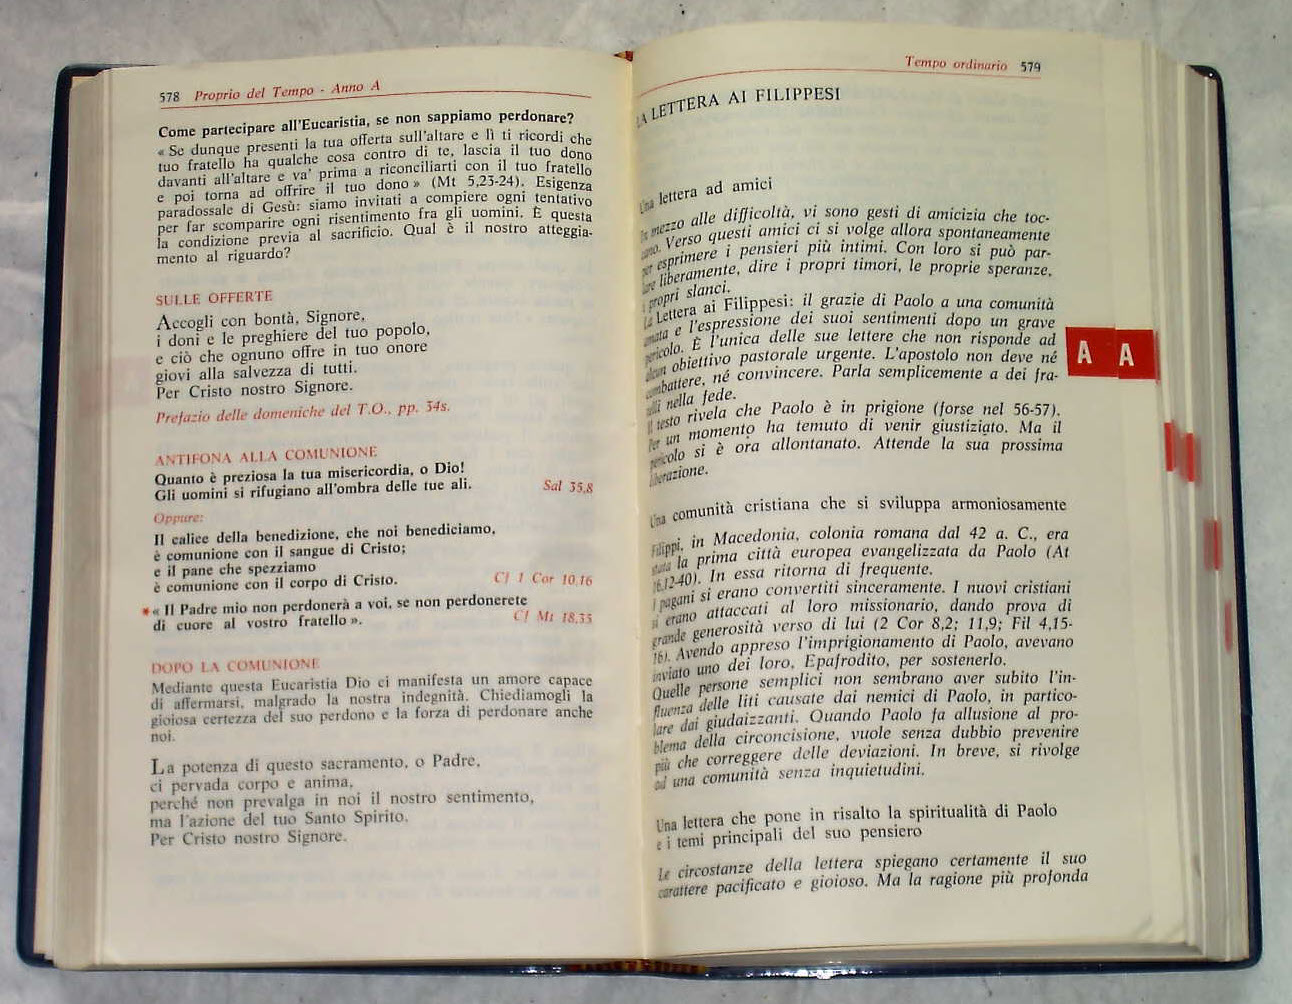 578 Proprio del Tempo - Anno A
Come partecipare all'Eucaristia, se non sappiamo perdonare?
« Se dunque presenti la tua offerta sull'altare e lì ti ricordi che
tuo fratello ha qualche cosa contro di te, lascia il tuo dono
davanti all'altare e va' prima a riconciliarti con il tuo fratello
e poi torna ad offrire il tuo dono » (Mt 5,23-24). Esigenza
paradossale di Gesù: siamo invitati a compiere ogni tentativo
per far scomparire ogni risentimento fra gli uomini. È questa
la condizione previa al sacrificio. Qual è il nostro atteggia-
mento al riguardo?
SULLE OFFERTE
Accogli con bontà, Signore,
i doni e le preghiere del tuo popolo,
e ciò che ognuno offre in tuo onore
giovi alla salvezza di tutti.
Per Cristo nostro Signore.
Prefazio delle domeniche del T.O., pp. 34s.
ANTIFONA ALLA COMUNIONE
Quanto è preziosa la tua misericordia, o Dio!
Gli uomini si rifugiano all'ombra delle tue ali. Sal 35,8
Oppure:
Il calice della benedizione, che noi benediciamo,
è comunione con il sangue di Cristo;
e il pane che spezziamo
è comunione con il corpo di Cristo. Cf 1 Cor 10,16
*« Il Padre mio non perdonerà a voi, se non perdonerete
di cuore al vostro fratello ». Cf Mt 18,35
DOPO LA COMUNIONE
Mediante questa Eucaristia Dio ci manifesta un amore capace
di affermarsi, malgrado la nostra indegnità. Chiediamogli la
gioiosa certezza del suo perdono e la forza di perdonare anche
noi.
La potenza di questo sacramento, o Padre,
ci pervada corpo e anima,
perché non prevalga in noi il nostro sentimento,
ma l'azione del tuo Santo Spirito.
Per Cristo nostro Signore.
Tempo ordinario 579
LA LETTERA AI FILIPPESI
Una lettera ad amici
In mezzo alle difficoltà, vi sono gesti di amicizia che toc-
cano. Verso questi amici ci si volge allora spontaneamente
per esprimere i pensieri più intimi. Con loro si può par-
lare liberamente, dire i propri timori, le proprie speranze,
i propri slanci.
La Lettera ai Filippesi: il grazie di Paolo a una comunità
amata e l'espressione dei suoi sentimenti dopo un grave
pericolo. È l'unica delle sue lettere che non risponde ad
alcun obiettivo pastorale urgente. L'apostolo non deve né
combattere, né convincere. Parla semplicemente a dei fra-
telli nella fede.
Il testo rivela che Paolo è in prigione (forse nel 56-57).
Per un momento ha temuto di venir giustiziato. Ma il
pericolo si è ora allontanato. Attende la sua prossima
liberazione.
Una comunità cristiana che si sviluppa armoniosamente
Filippi, in Macedonia, colonia romana dal 42 a. C., era
stata la prima città europea evangelizzata da Paolo (At
16,12-40). In essa ritorna di frequente.
I pagani si erano convertiti sinceramente. I nuovi cristiani
si erano attaccati al loro missionario, dando prova di
grande generosità verso di lui (2 Cor 8,2; 11,9; Fil 4,15-
16). Avendo appreso l'imprigionamento di Paolo, avevano
inviato uno dei loro, Epafrodito, per sostenerlo.
Quelle persone semplici non sembrano aver subito l'in-
fluenza delle liti causate dai nemici di Paolo, in partico-
lare dai giudaizzanti. Quando Paolo fa allusione al pro-
blema della circoncisione, vuole senza dubbio prevenire
più che correggere delle deviazioni. In breve, si rivolge
ad una comunità senza inquietudini.
Una lettera che pone in risalto la spiritualità di Paolo
e i temi principali del suo pensiero
Le circostanze della lettera spiegano certamente il suo
carattere pacificato e gioioso. Ma la ragione più profonda
A A